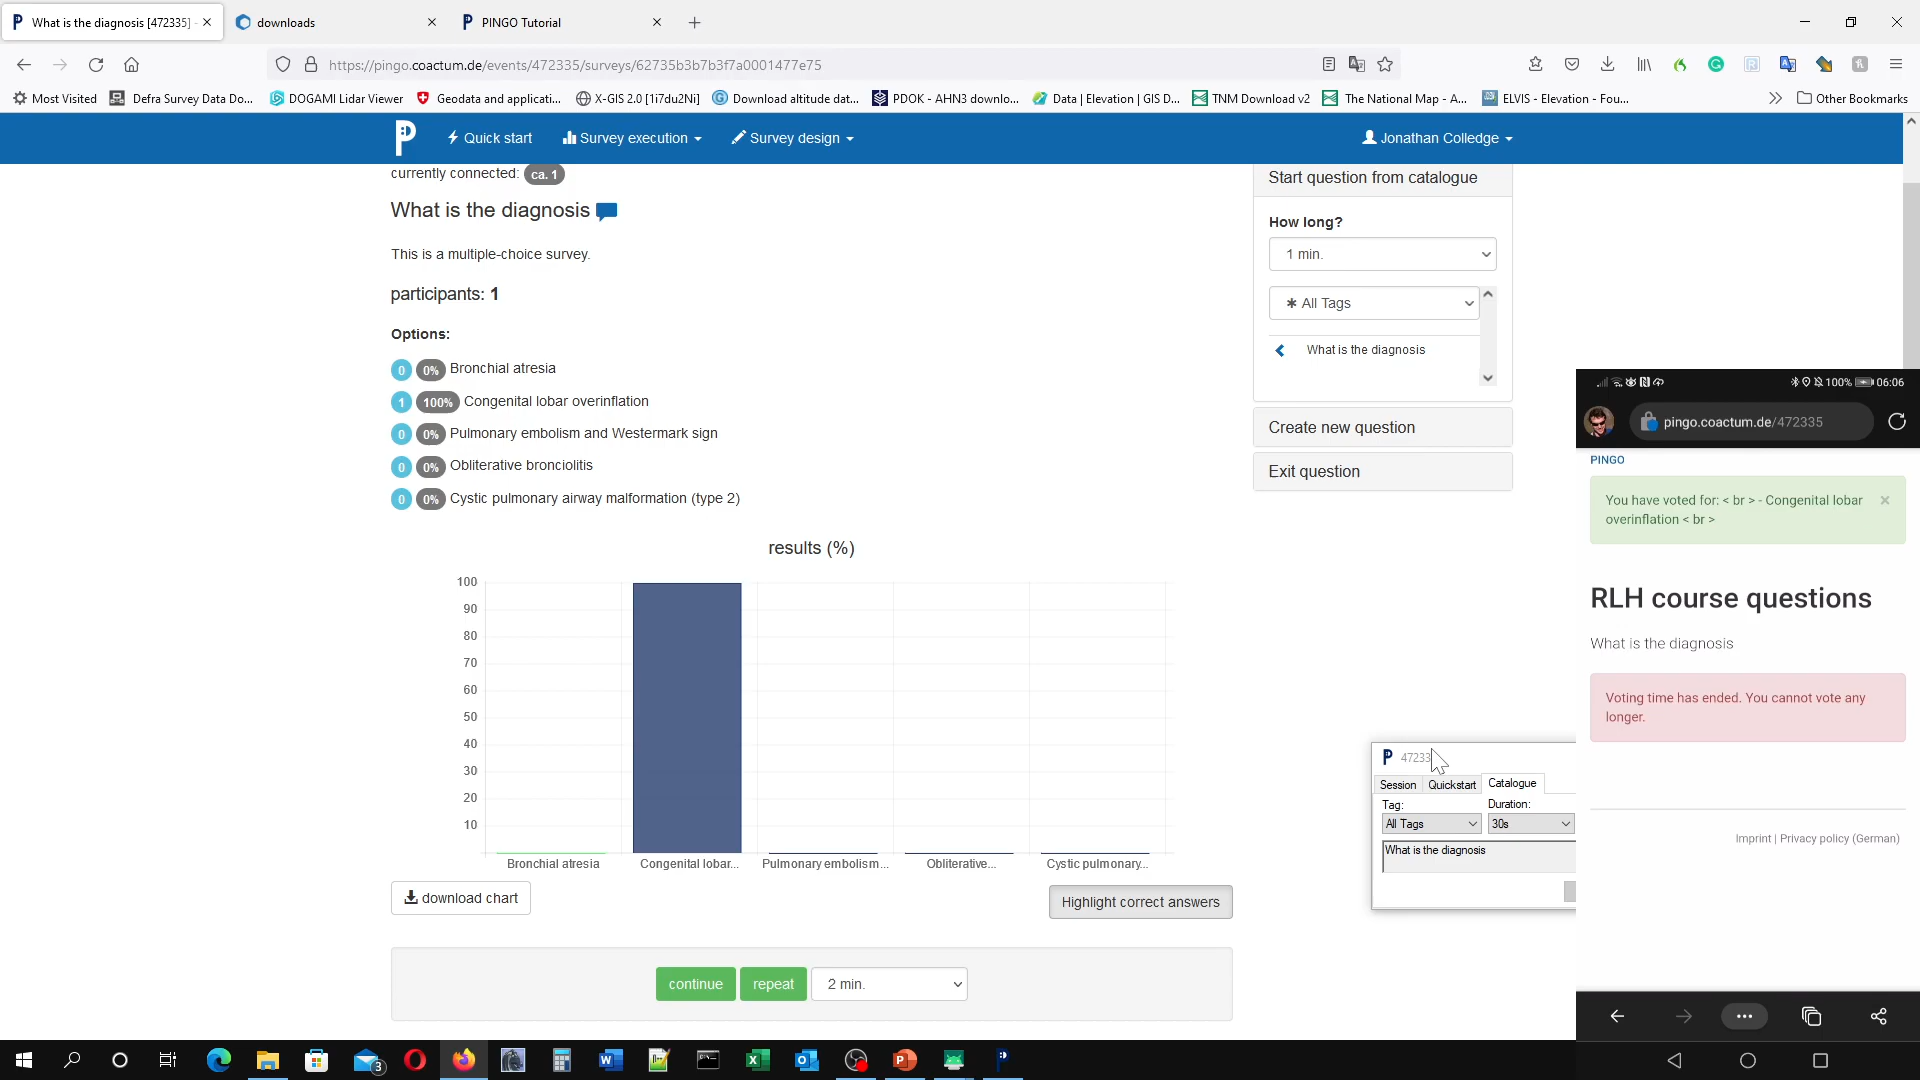 What is the diagnosis [472335] -
downloads
PINGO Tutorial
https://pingo.coactum.de/events/472335/surveys/62735b3b7b3f7a0001477e75
Most Visited
Defra Survey Data Do...
DOGAMI Lidar Viewer
Geodata and applicati...
X-GIS 2.0 [1i7du2Ni]
Download altitude dat...
PDOK - AHN3 downlo...
Data | Elevation | GIS D...
TNM Download v2
The National Map - A...
ELVIS - Elevation - Fou...
Other Bookmarks
Quick start
Survey execution
Survey design
Jonathan Colledge
currently connected: ca. 1
What is the diagnosis
This is a multiple-choice survey.
participants: 1
Options:
0 0% Bronchial atresia
1 100% Congenital lobar overinflation
0 0% Pulmonary embolism and Westermark sign
0 0% Obliterative bronciolitis
0 0% Cystic pulmonary airway malformation (type 2)
results (%)
100
90
80
70
60
50
40
30
20
10
Bronchial atresia
Congenital lobar...
Pulmonary embolism...
Obliterative...
Cystic pulmonary...
download chart
Highlight correct answers
continue
repeat
2 min.
Start question from catalogue
How long?
1 min.
✱ All Tags
What is the diagnosis
Create new question
Exit question
47233
Session
Quickstart
Catalogue
Tag:
Duration:
All Tags
30s
What is the diagnosis
100%
06:06
pingo.coactum.de/472335
PINGO
You have voted for: < br > - Congenital lobar
overinflation < br >
×
RLH course questions
What is the diagnosis
Voting time has ended. You cannot vote any
longer.
Imprint | Privacy policy (German)
3